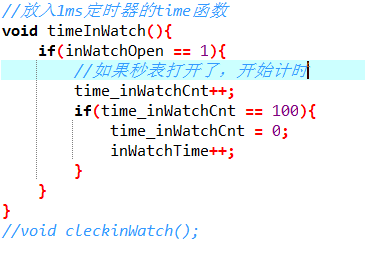 //放入1ms定时器的time函数
void timeInWatch(){
    if(inWatchOpen == 1){
        //如果秒表打开了，开始计时
        time_inWatchCnt++;
        if(time_inWatchCnt == 100){
            time_inWatchCnt = 0;
            inWatchTime++;
        }
    }
}
//void cleckinWatch();